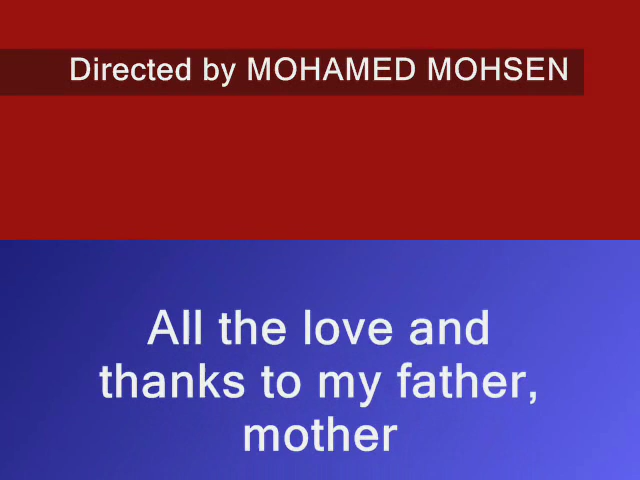 Directed by MOHAMED MOHSEN
All the love and
thanks to my father,
mother